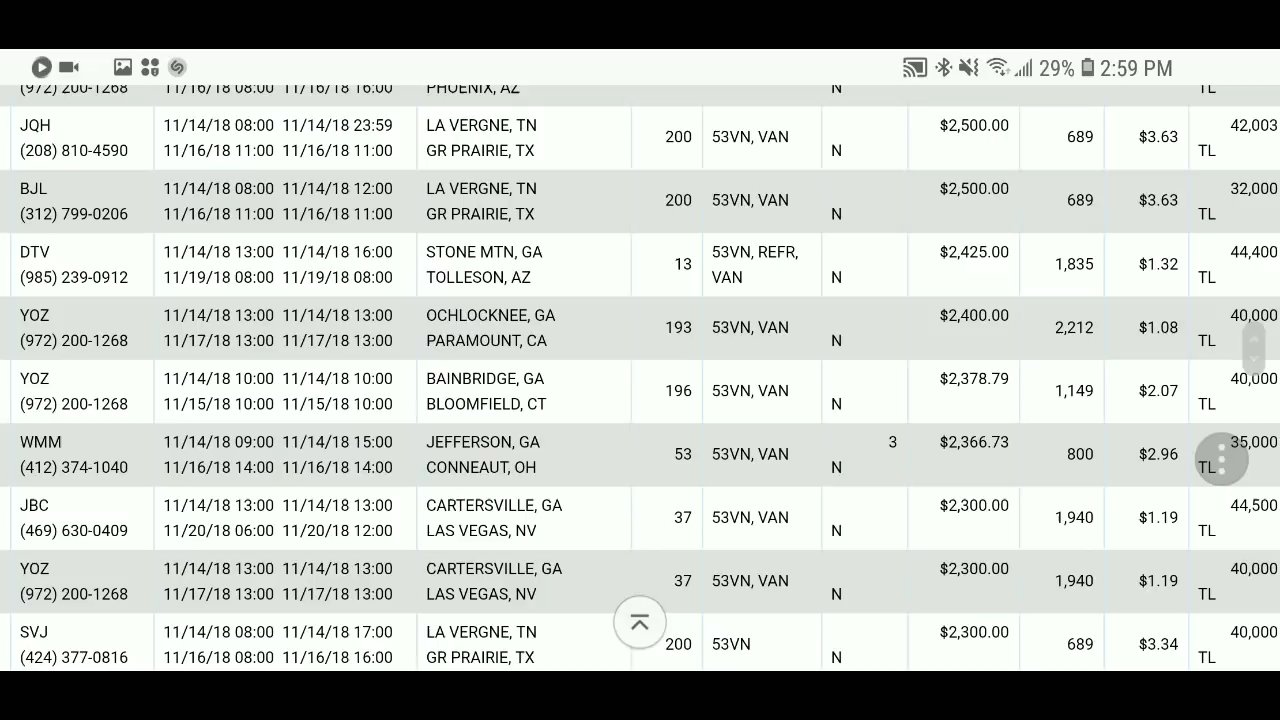 29% 2:59 PM
(972) 200-1268 11/16/18 08:00 11/16/18 16:00 PHOENIX, AZ N TL
JQH 11/14/18 08:00 11/14/18 23:59 LA VERGNE, TN 200 53VN, VAN $2,500.00 689 $3.63 42,003
(208) 810-4590 11/16/18 11:00 11/16/18 11:00 GR PRAIRIE, TX N TL
BJL 11/14/18 08:00 11/14/18 12:00 LA VERGNE, TN 200 53VN, VAN $2,500.00 689 $3.63 32,000
(312) 799-0206 11/16/18 11:00 11/16/18 11:00 GR PRAIRIE, TX N TL
DTV 11/14/18 13:00 11/14/18 16:00 STONE MTN, GA 13 53VN, REFR, $2,425.00 1,835 $1.32 44,400
(985) 239-0912 11/19/18 08:00 11/19/18 08:00 TOLLESON, AZ VAN N TL
YOZ 11/14/18 13:00 11/14/18 13:00 OCHLOCKNEE, GA 193 53VN, VAN $2,400.00 2,212 $1.08 40,000
(972) 200-1268 11/17/18 13:00 11/17/18 13:00 PARAMOUNT, CA N TL
YOZ 11/14/18 10:00 11/14/18 10:00 BAINBRIDGE, GA 196 53VN, VAN $2,378.79 1,149 $2.07 40,000
(972) 200-1268 11/15/18 10:00 11/15/18 10:00 BLOOMFIELD, CT N TL
WMM 11/14/18 09:00 11/14/18 15:00 JEFFERSON, GA 53 53VN, VAN 3 $2,366.73 800 $2.96 35,000
(412) 374-1040 11/16/18 14:00 11/16/18 14:00 CONNEAUT, OH N TL
JBC 11/14/18 13:00 11/14/18 13:00 CARTERSVILLE, GA 37 53VN, VAN $2,300.00 1,940 $1.19 44,500
(469) 630-0409 11/20/18 06:00 11/20/18 12:00 LAS VEGAS, NV N TL
YOZ 11/14/18 13:00 11/14/18 13:00 CARTERSVILLE, GA 37 53VN, VAN $2,300.00 1,940 $1.19 40,000
(972) 200-1268 11/17/18 13:00 11/17/18 13:00 LAS VEGAS, NV N TL
SVJ 11/14/18 08:00 11/14/18 17:00 LA VERGNE, TN 200 53VN $2,300.00 689 $3.34 40,000
(424) 377-0816 11/16/18 08:00 11/16/18 16:00 GR PRAIRIE, TX N TL